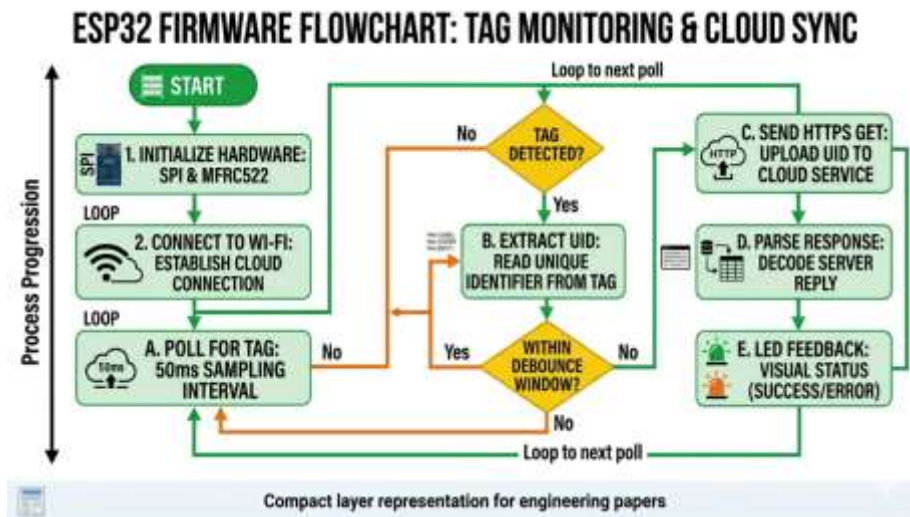 ESP32 FIRMWARE FLOWCHART: TAG MONITORING & CLOUD SYNC
Process Progression
START
SPI
1. INITIALIZE HARDWARE:
SPI & MFRC522
LOOP
2. CONNECT TO WI-FI:
ESTABLISH CLOUD
CONNECTION
LOOP
50ms
A. POLL FOR TAG:
50ms SAMPLING
INTERVAL
No
Loop to next poll
No
TAG
DETECTED?
Yes
B. EXTRACT UID:
READ UNIQUE
IDENTIFIER FROM TAG
Yes
WITHIN
DEBOUNCE
WINDOW?
No
No
HTTP
C. SEND HTTPS GET:
UPLOAD UID TO
CLOUD SERVICE
D. PARSE RESPONSE:
DECODE SERVER
REPLY
E. LED FEEDBACK:
VISUAL STATUS
(SUCCESS/ERROR)
Loop to next poll
Compact layer representation for engineering papers